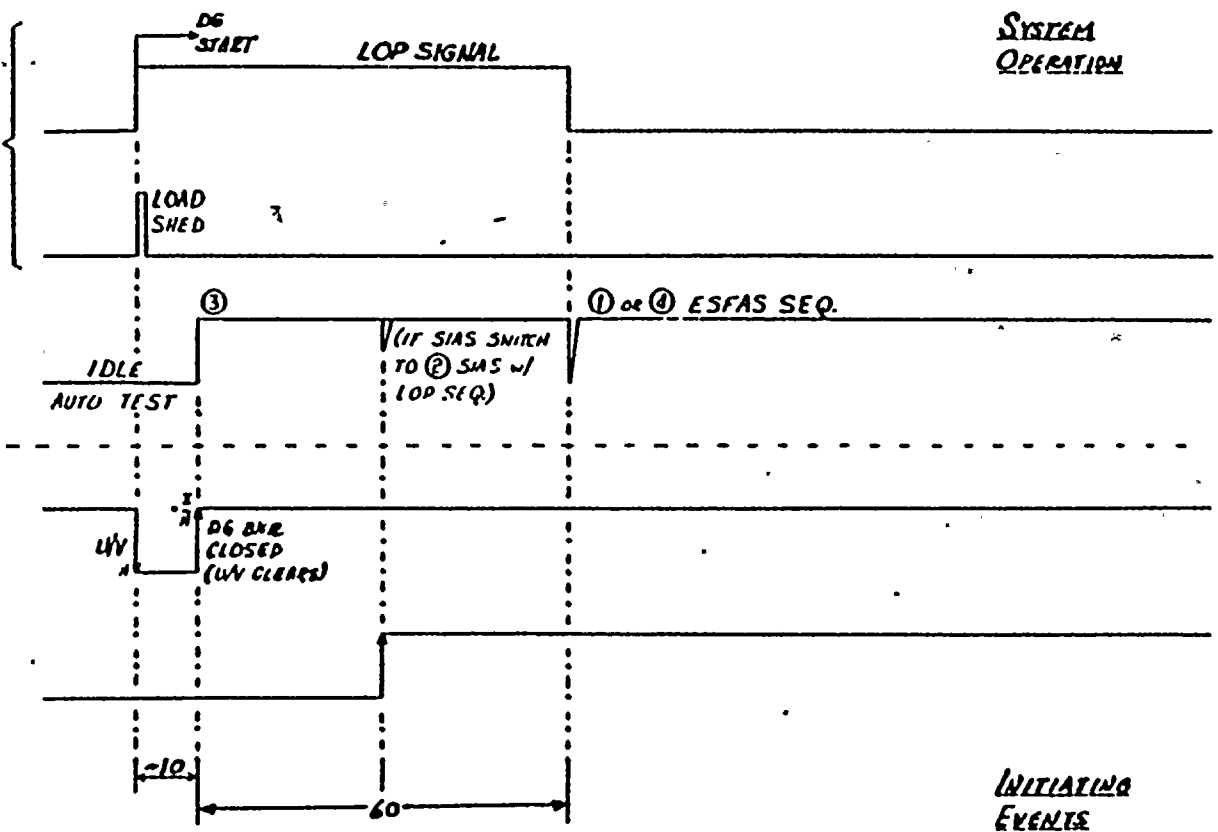 DG
START
LOP SIGNAL
SYSTEM
OPERATION
LOAD
SHED
③
① or ④ ESFAS SEQ.
(IF SIAS SWITCH
TO ② SIAS w/
LOP SEQ.)
IDLE
AUTO TEST
U/V
DG BKR
CLOSED
(U/V CLEARS)
~10
60
INITIATING
EVENTS